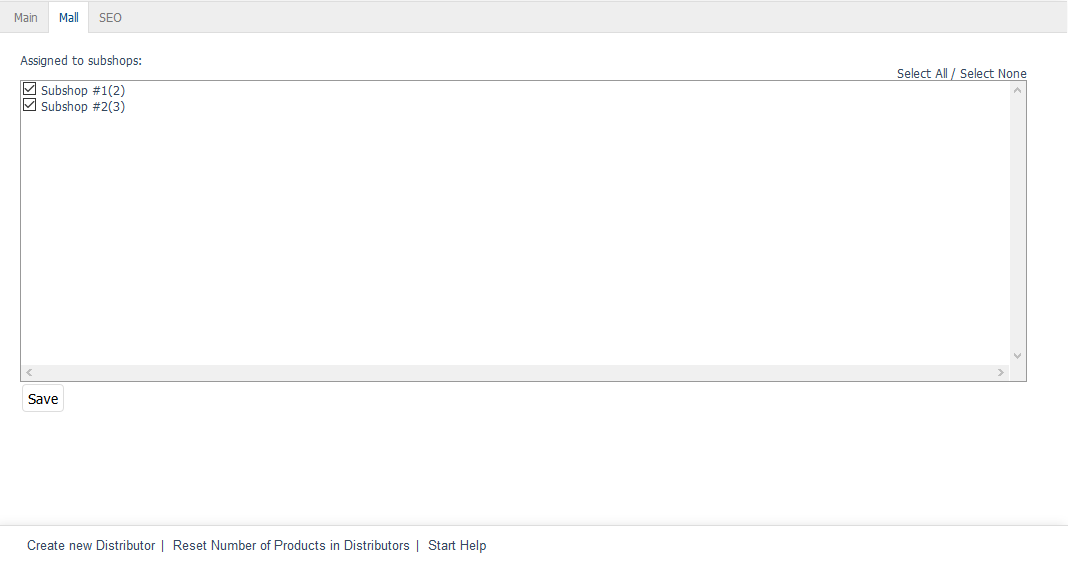 Main Mall SEO
Assigned to subshops:
Select All / Select None
Subshop #1(2)
Subshop #2(3)
Save
Create new Distributor | Reset Number of Products in Distributors | Start Help